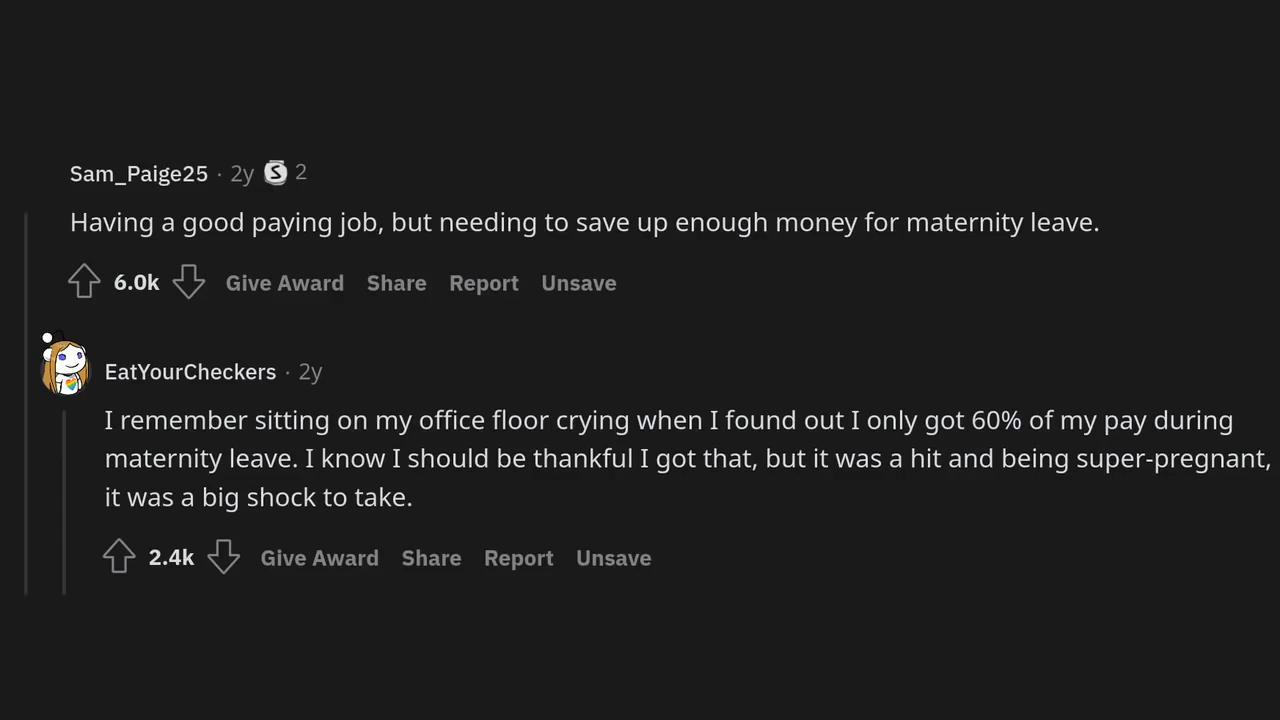 Sam_Paige25 · 2y S 2
Having a good paying job, but needing to save up enough money for maternity leave.
6.0k Give Award Share Report Unsave
EatYourCheckers · 2y
I remember sitting on my office floor crying when I found out I only got 60% of my pay during
maternity leave. I know I should be thankful I got that, but it was a hit and being super-pregnant,
it was a big shock to take.
2.4k Give Award Share Report Unsave